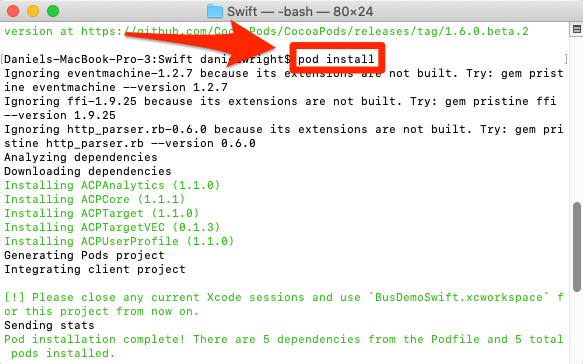 Swift — -bash — 80×24
version at https://github.com/CocoaPods/CocoaPods/releases/tag/1.6.0.beta.2
[Daniels-MacBook-Pro-3:Swift danielwright$ pod install ]
Ignoring eventmachine-1.2.7 because its extensions are not built. Try: gem prist
ine eventmachine --version 1.2.7
Ignoring ffi-1.9.25 because its extensions are not built. Try: gem pristine ffi
--version 1.9.25
Ignoring http_parser.rb-0.6.0 because its extensions are not built. Try: gem pri
stine http_parser.rb --version 0.6.0
Analyzing dependencies
Downloading dependencies
Installing ACPAnalytics (1.1.0)
Installing ACPCore (1.1.1)
Installing ACPTarget (1.1.0)
Installing ACPTargetVEC (0.1.3)
Installing ACPUserProfile (1.1.0)
Generating Pods project
Integrating client project
[!] Please close any current Xcode sessions and use `BusDemoSwift.xcworkspace` f
or this project from now on.
Sending stats
Pod installation complete! There are 5 dependencies from the Podfile and 5 total
pods installed.